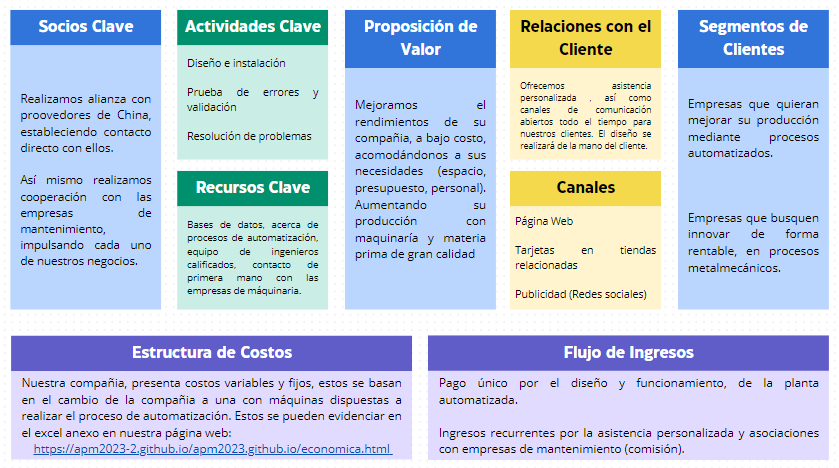 Socios Clave
Realizamos alianza con
proovedores de China,
estableciendo contacto
directo con ellos.
Así mismo realizamos
cooperación con las
empresas de
mantenimiento,
impulsando cada uno
de nuestros negocios.
Actividades Clave
Diseño e instalación
Prueba de errores y
validación
Resolución de problemas
Recursos Clave
Bases de datos, acerca de
procesos de automatización,
equipo de ingenieros
calificados, contacto de
primera mano con las
empresas de máquinaria.
Proposición de
Valor
Mejoramos el
rendimientos de su
compañia, a bajo costo,
acomodándonos a sus
necesidades (espacio,
presupuesto, personal).
Aumentando su
producción con
maquinaría y materia
prima de gran calidad
Relaciones con el
Cliente
Ofrecemos asistencia
personalizada , así como
canales de comunicación
abiertos todo el tiempo para
nuestros clientes. El diseño se
realizará de la mano del cliente.
Canales
Página Web
Tarjetas en tiendas
relacionadas
Publicidad (Redes sociales)
Segmentos de
Clientes
Empresas que quieran
mejorar su producción
mediante procesos
automatizados.
Empresas que busquen
innovar de forma
rentable, en procesos
metalmecánicos.
Estructura de Costos
Nuestra compañia, presenta costos variables y fijos, estos se basan
en el cambio de la compañia a una con máquinas dispuestas a
realizar el proceso de automatización. Estos se pueden evidenciar en
el excel anexo en nuestra página web:
https://apm2023-2.github.io/apm2023.github.io/economica.html
Flujo de Ingresos
Pago único por el diseño y funcionamiento, de la planta
automatizada.
Ingresos recurrentes por la asistencia personalizada y asociaciones
con empresas de mantenimiento (comisión).